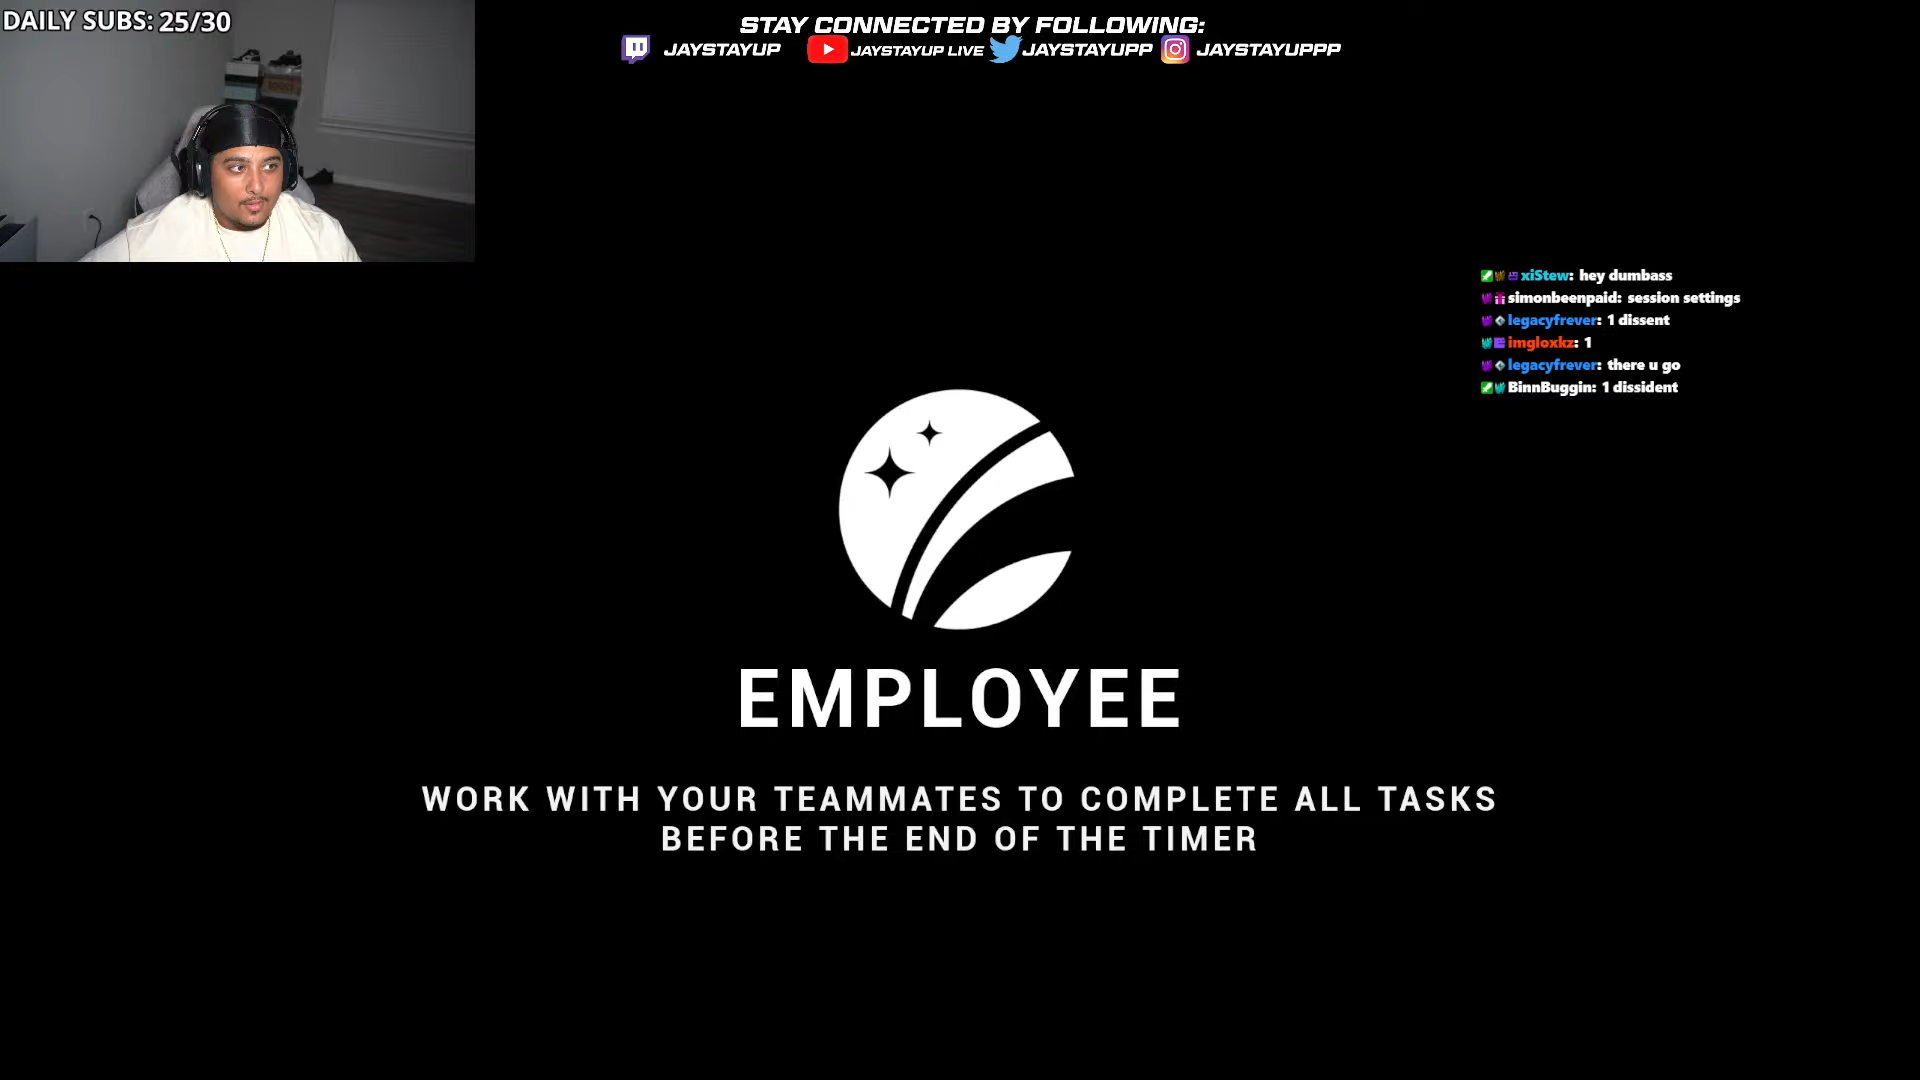 DAILY SUBS: 25/30
STAY CONNECTED BY FOLLOWING:
JAYSTAYUP JAYSTAYUP LIVE JAYSTAYUPP JAYSTAYUPPP
xiStew: hey dumbass
simonbeenpaid: session settings
legacyfrever: 1 dissent
imgloxkz: 1
legacyfrever: there u go
BinnBuggin: 1 dissident
EMPLOYEE
WORK WITH YOUR TEAMMATES TO COMPLETE ALL TASKS
BEFORE THE END OF THE TIMER